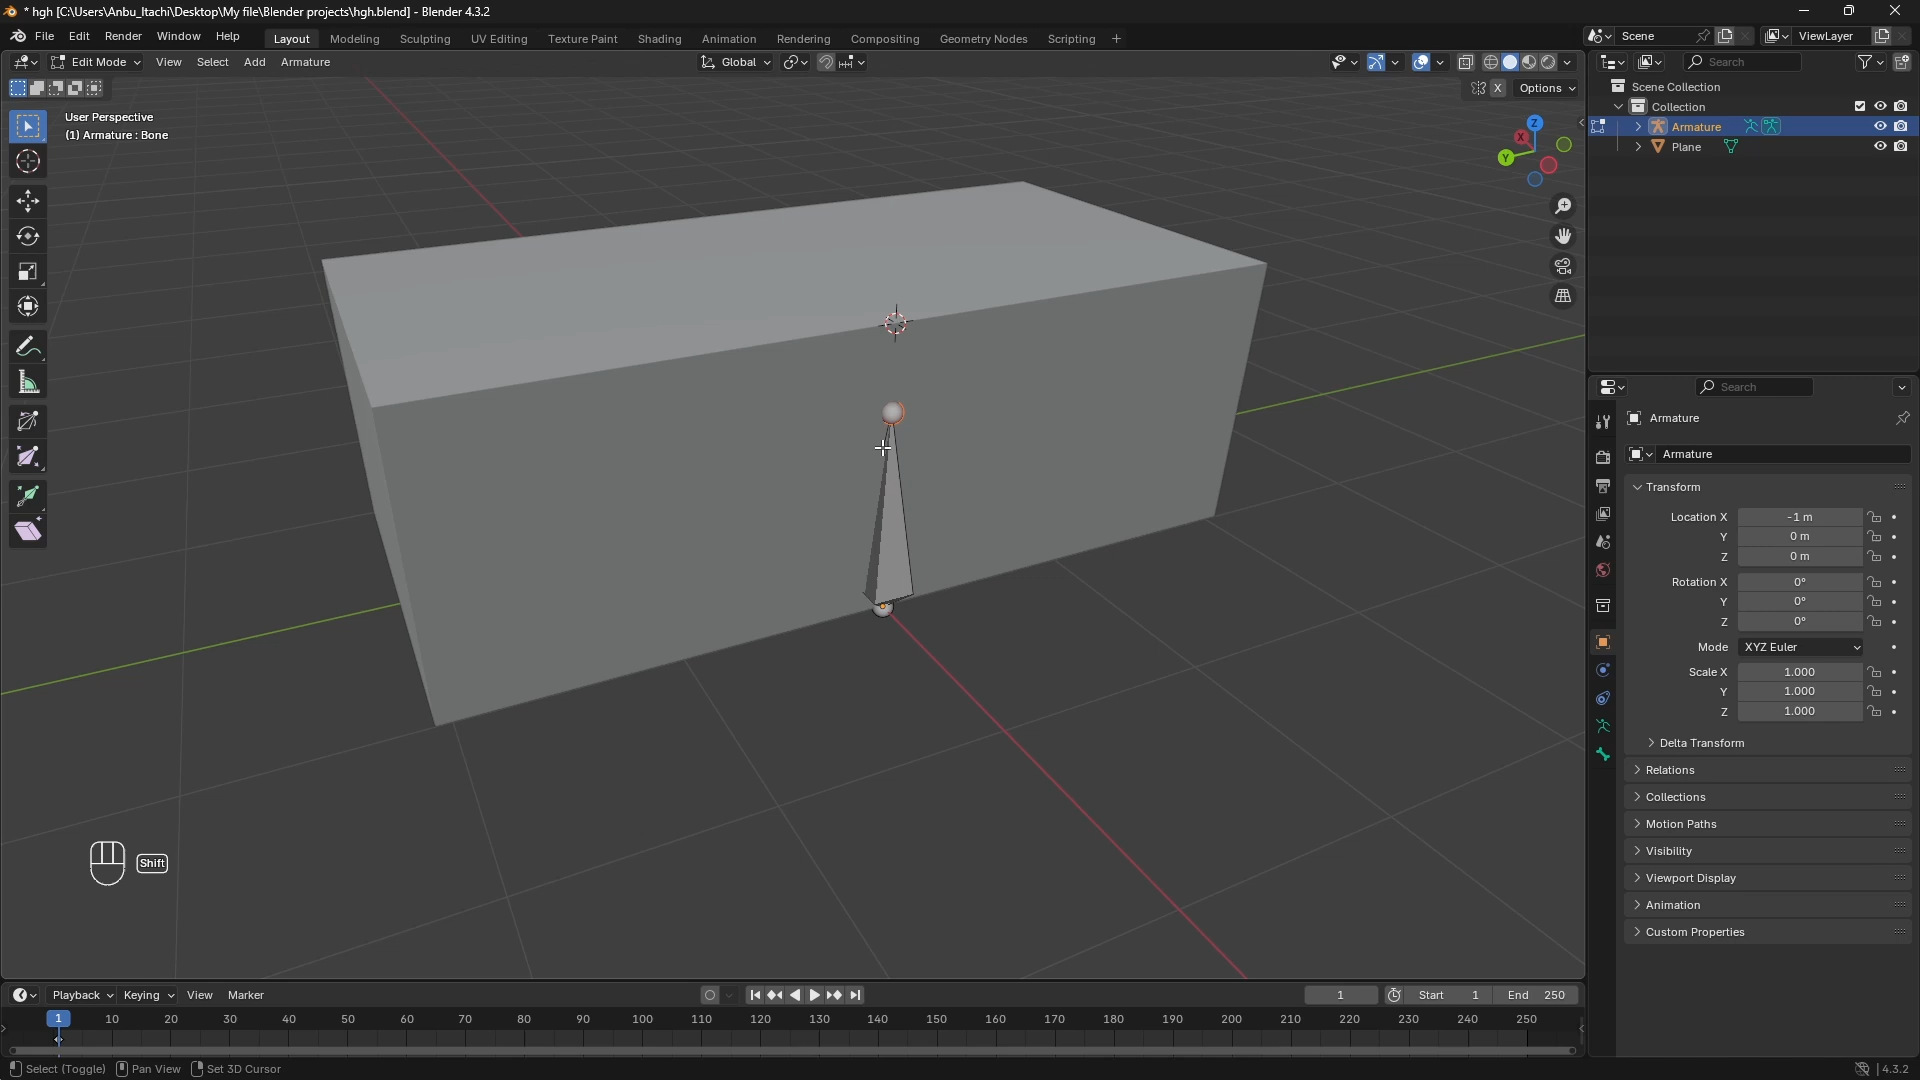 * hgh [C:\Users\Anbu_Itachi\Desktop\My file\Blender projects\hgh.blend] - Blender 4.3.2
File Edit Render Window Help Layout Modeling Sculpting UV Editing Texture Paint Shading Animation Rendering Compositing Geometry Nodes Scripting + Scene ViewLayer
Edit Mode View Select Add Armature Global Search
X Options
User Perspective
(1) Armature : Bone
Scene Collection
Collection
Armature
Plane
Z
X
Y
Search
Armature
Armature
Transform
Location X -1 m
Y 0 m
Z 0 m
Rotation X 0°
Y 0°
Z 0°
Mode XYZ Euler
Scale X 1.000
Y 1.000
Z 1.000
Delta Transform
Relations
Collections
Motion Paths
Visibility
Viewport Display
Animation
Custom Properties
Shift
Playback Keying View Marker 1 Start 1 End 250
1 10 20 30 40 50 60 70 80 90 100 110 120 130 140 150 160 170 180 190 200 210 220 230 240 250
Select (Toggle) Pan View Set 3D Cursor 4.3.2